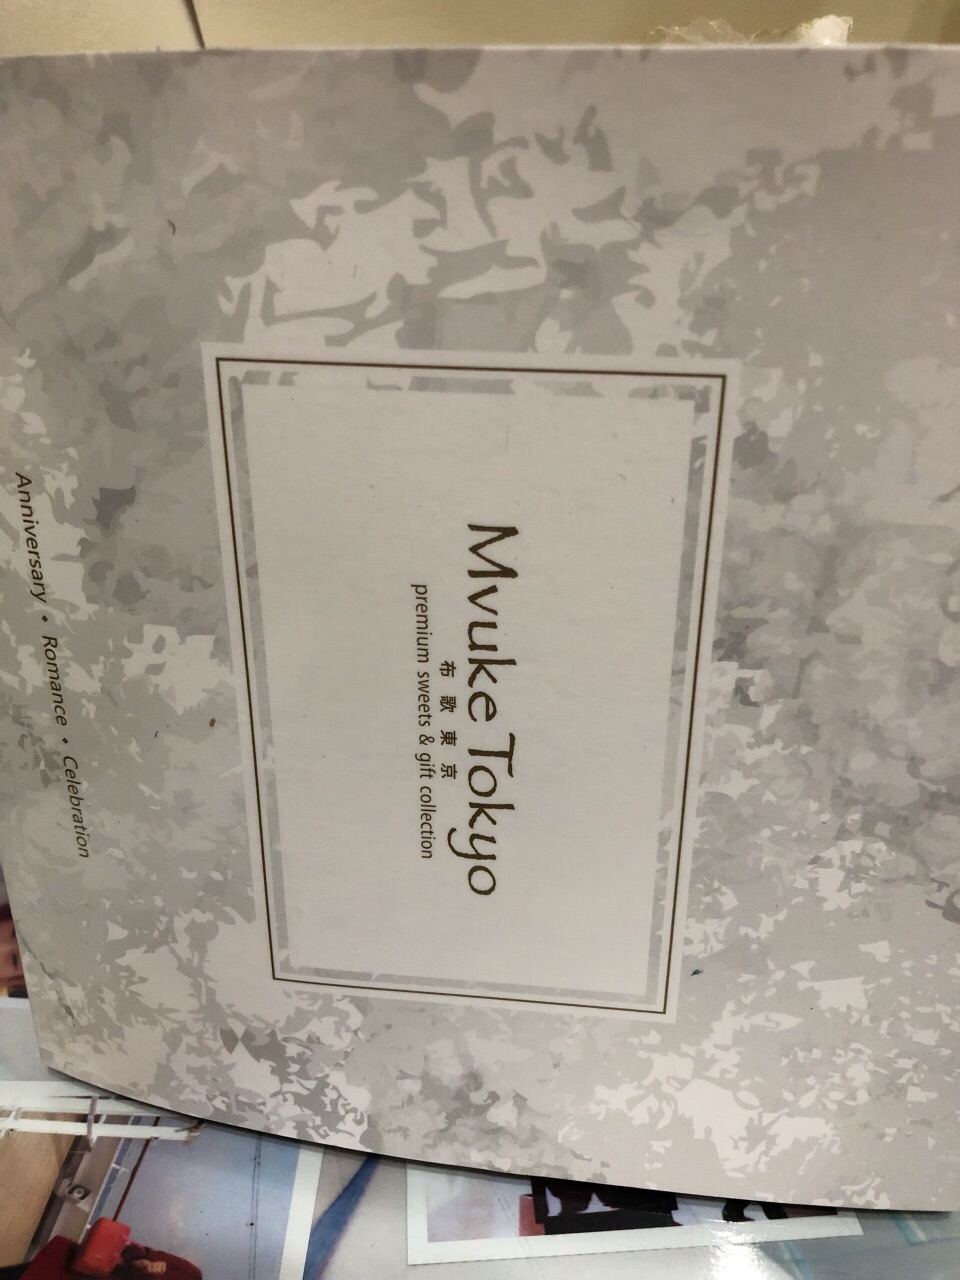 Mvuke Tokyo
布歌東京
premium sweets & gift collection
Anniversary • Romance • Celebration